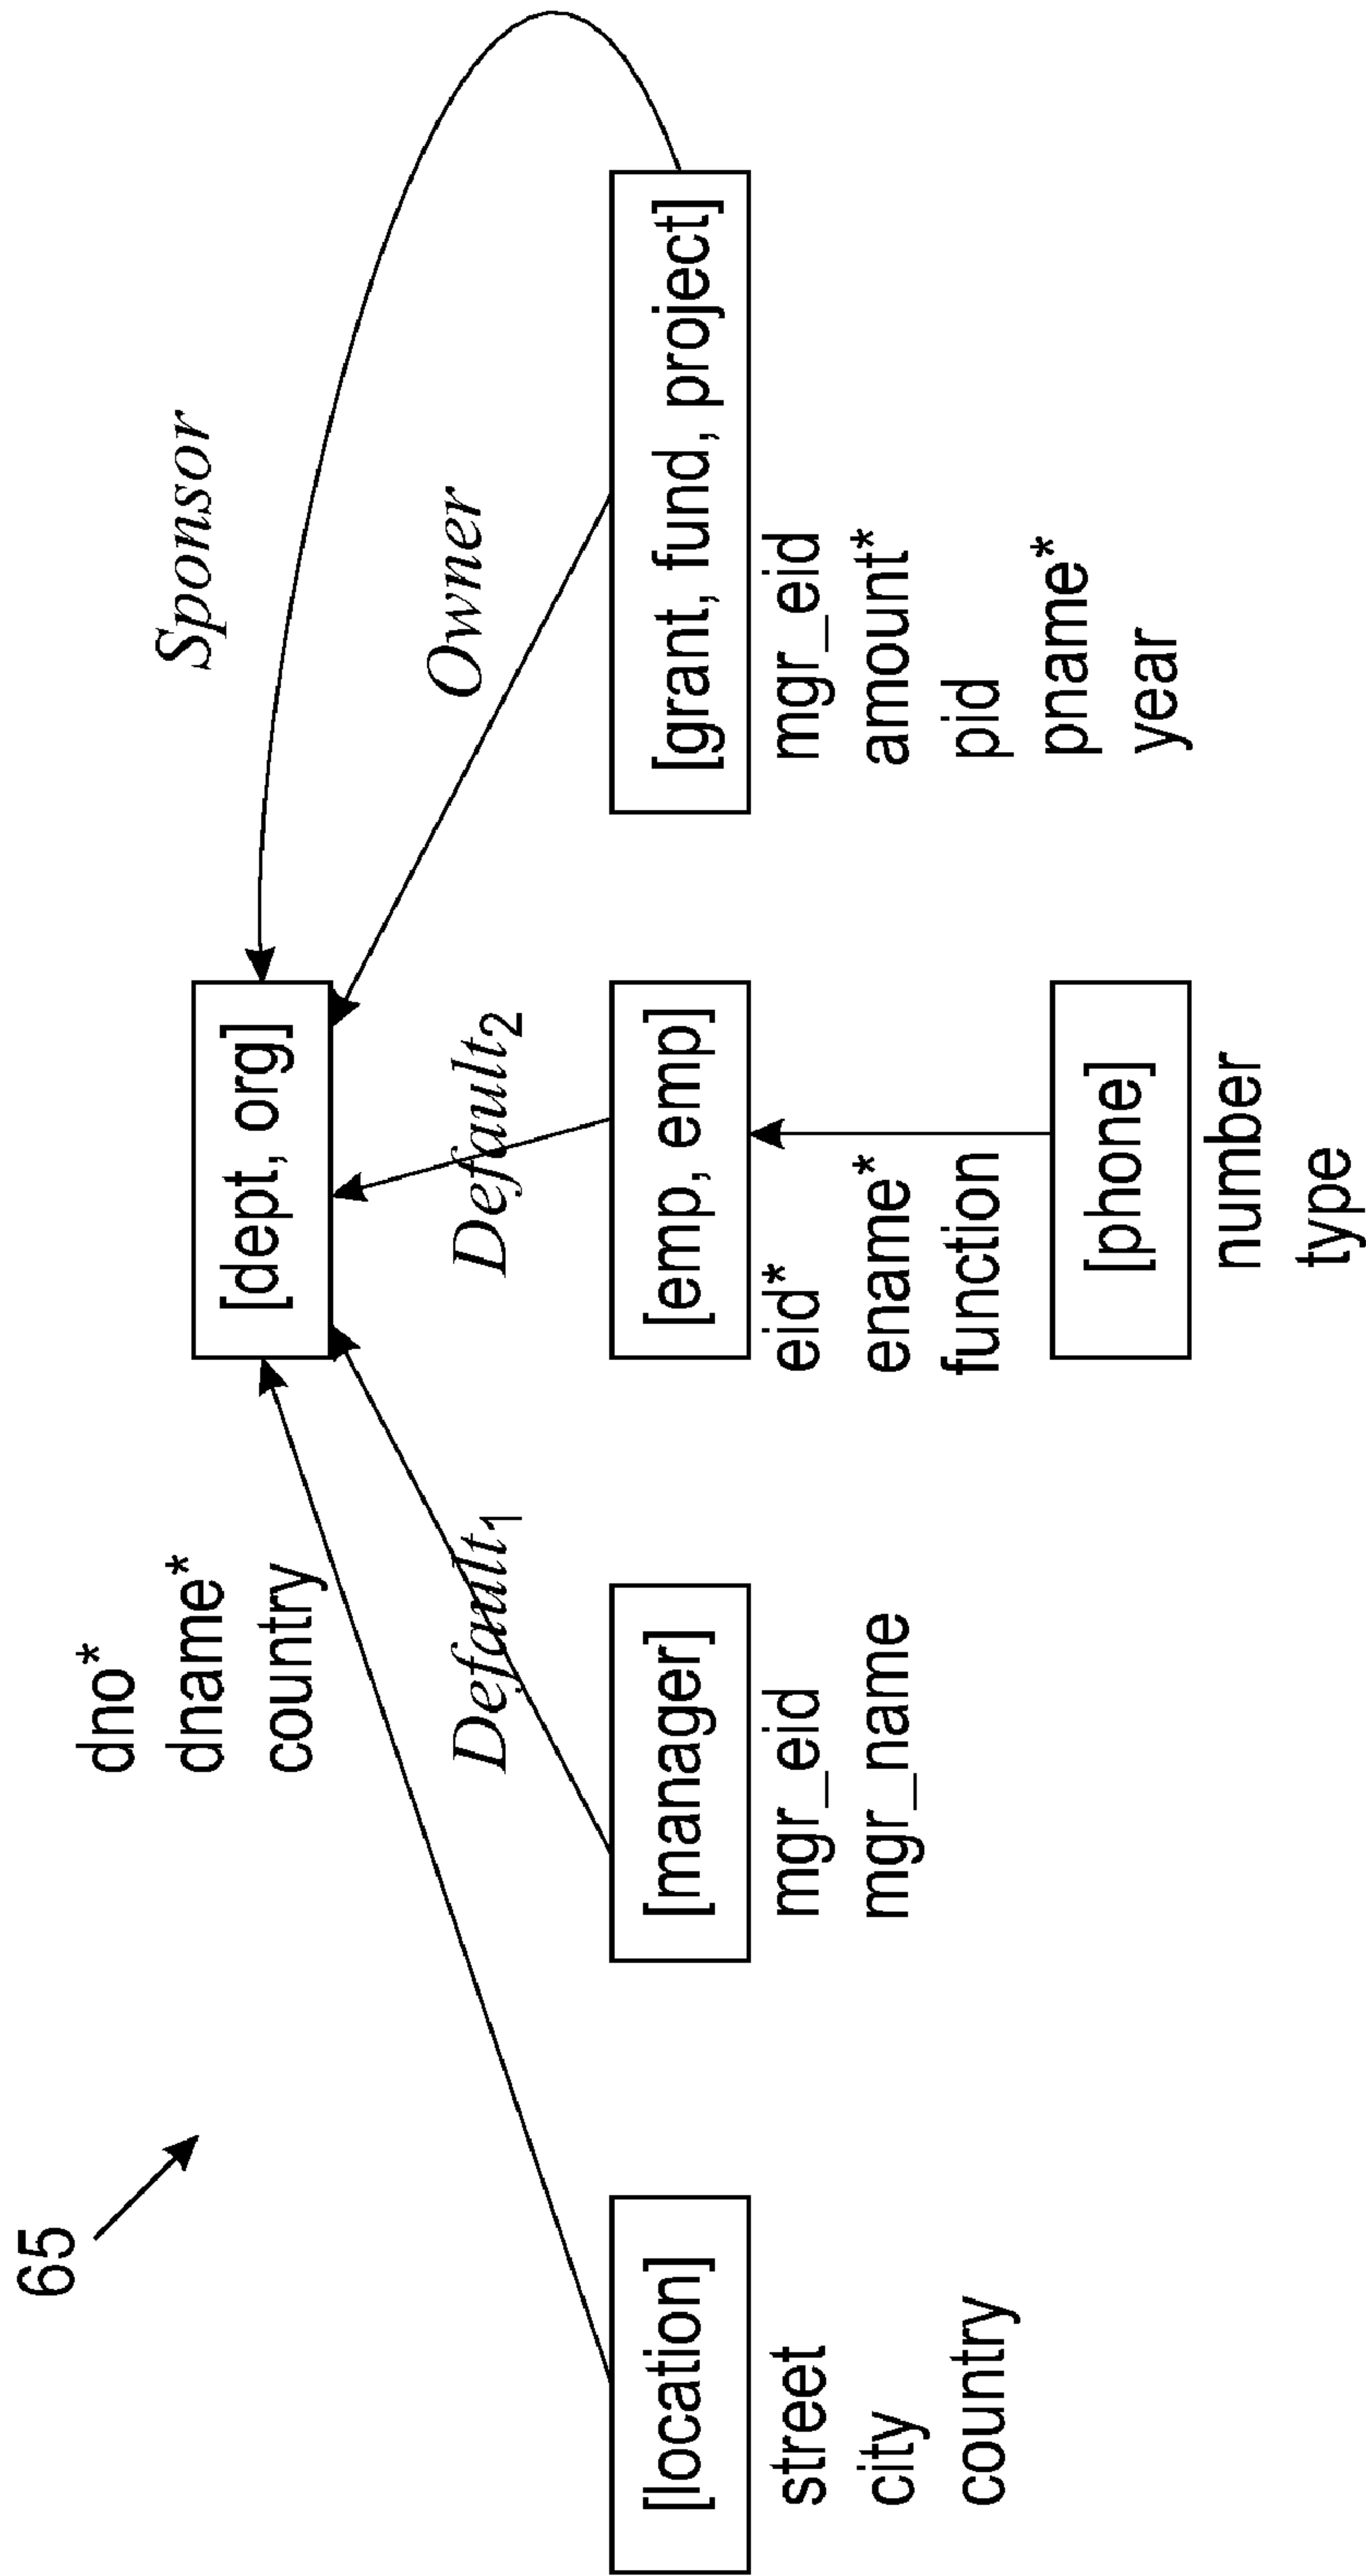 65
Sponsor
dno*
dname*
country
[dept, org]
Owner
Default1
Default2
[location]
street
city
country
[manager]
mgr_eid
mgr_name
[emp, emp]
eid*
ename*
function
[grant, fund, project]
mgr_eid
amount*
pid
pname*
year
[phone]
number
type